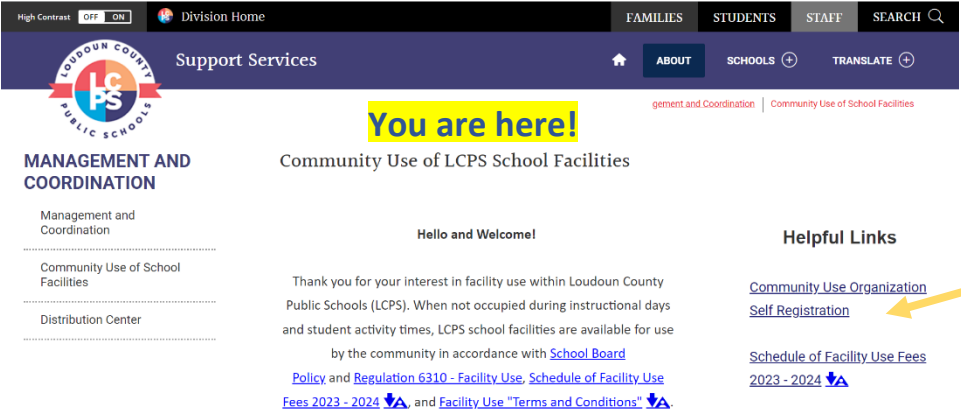 High Contrast OFF ON Division Home FAMILIES STUDENTS STAFF SEARCH
LOUDOUN COUNTY
LCPS
PUBLIC SCHOOLS
Support Services ABOUT SCHOOLS TRANSLATE
gement and Coordination | Community Use of School Facilities
You are here!
MANAGEMENT AND
COORDINATION
Management and
Coordination
Community Use of School
Facilities
Distribution Center
Community Use of LCPS School Facilities
Hello and Welcome!
Thank you for your interest in facility use within Loudoun County
Public Schools (LCPS). When not occupied during instructional days
and student activity times, LCPS school facilities are available for use
by the community in accordance with School Board
Policy and Regulation 6310 - Facility Use, Schedule of Facility Use
Fees 2023 - 2024, and Facility Use "Terms and Conditions".
Helpful Links
Community Use Organization
Self Registration
Schedule of Facility Use Fees
2023 - 2024